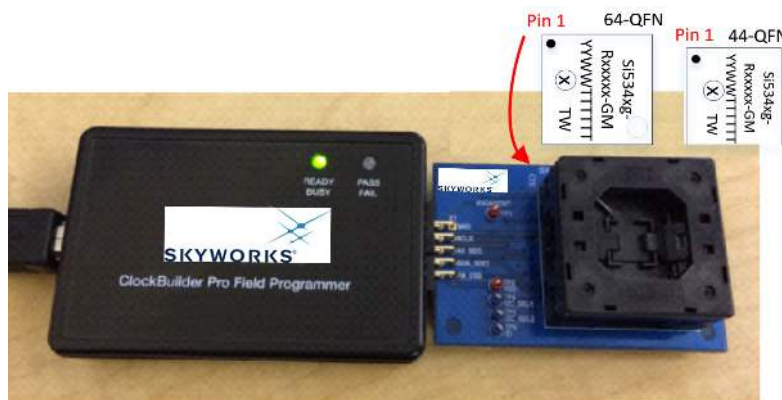 Pin 1
64-QFN
Si534xg-
Rxxxxx-GM
YYWWTTTTTT
X TW
Pin 1
44-QFN
Si534xg-
Rxxxxx-GM
YYWWTTTTTT
X TW
READY
BUSY
PASS
FAIL
SKYWORKS
SKYWORKS®
ClockBuilder Pro Field Programmer